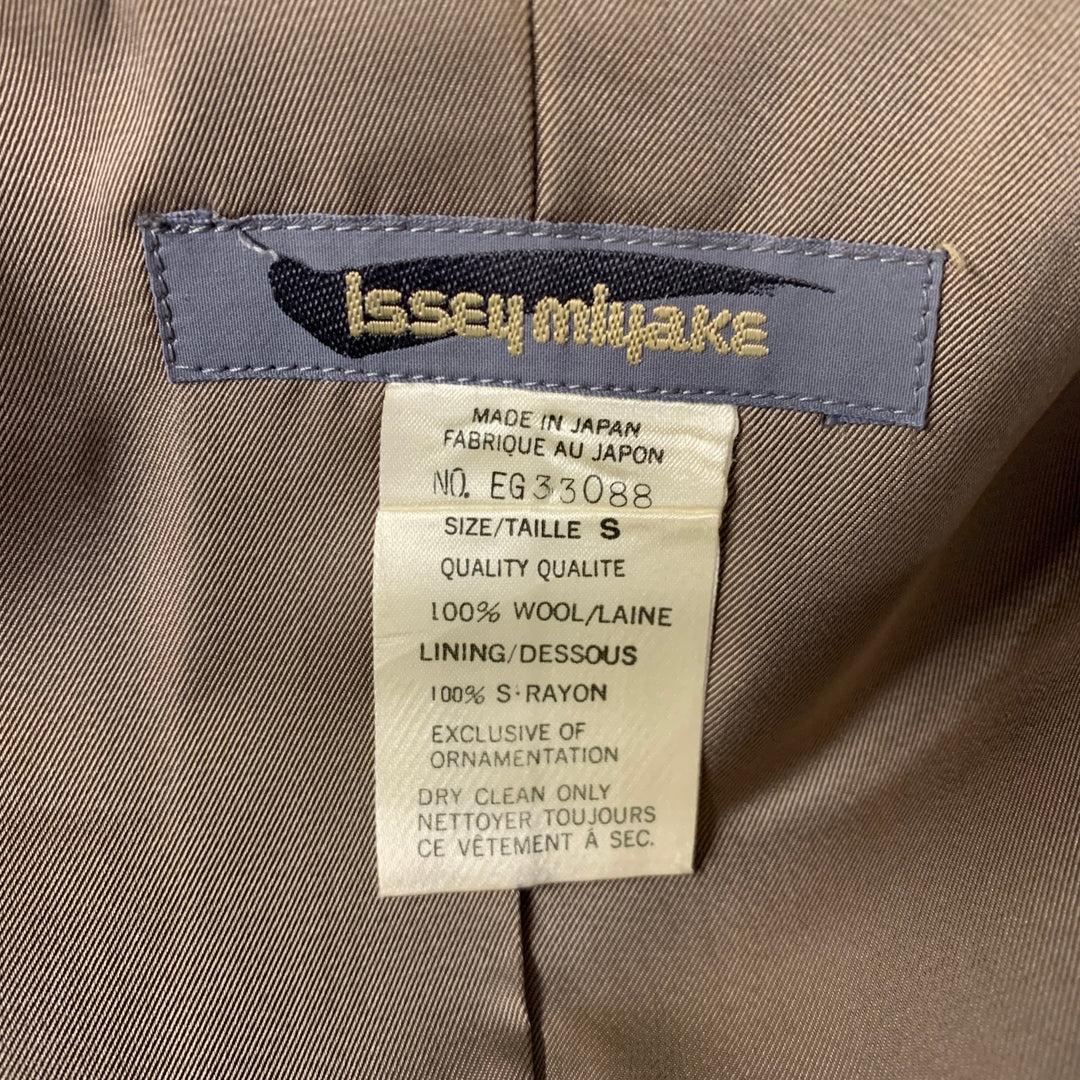 issey miyake
MADE IN JAPAN
FABRIQUE AU JAPON
NO. EG33088
SIZE/TAILLE S
QUALITY QUALITE
100% WOOL/LAINE
LINING/DESSOUS
100% S·RAYON
EXCLUSIVE OF
ORNAMENTATION
DRY CLEAN ONLY
NETTOYER TOUJOURS
CE VÊTEMENT Á SEC.